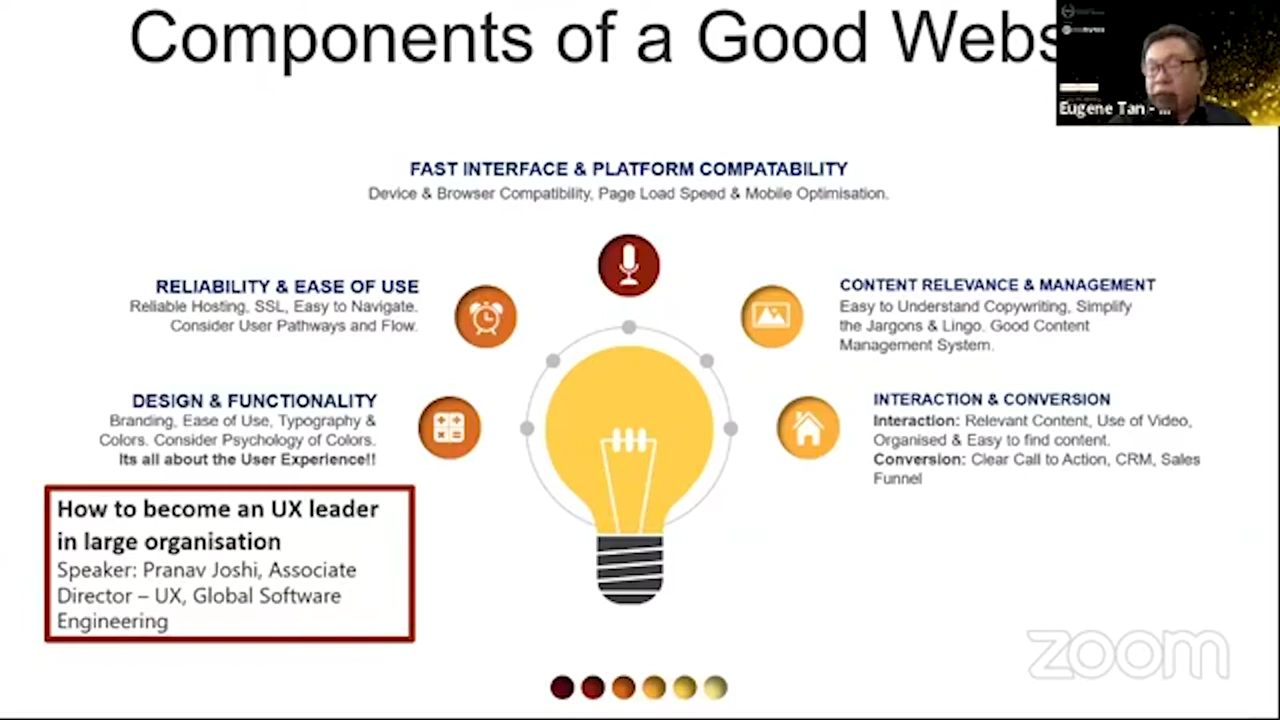 Components of a Good Webs
Eugene Tan - ...
FAST INTERFACE & PLATFORM COMPATABILITY
Device & Browser Compatibility, Page Load Speed & Mobile Optimisation.
RELIABILITY & EASE OF USE
Reliable Hosting, SSL, Easy to Navigate.
Consider User Pathways and Flow.
CONTENT RELEVANCE & MANAGEMENT
Easy to Understand Copywriting, Simplify
the Jargons & Lingo. Good Content
Management System.
DESIGN & FUNCTIONALITY
Branding, Ease of Use, Typography &
Colors. Consider Psychology of Colors.
Its all about the User Experience!!
INTERACTION & CONVERSION
Interaction: Relevant Content, Use of Video,
Organised & Easy to find content.
Conversion: Clear Call to Action, CRM, Sales
Funnel
How to become an UX leader
in large organisation
Speaker: Pranav Joshi, Associate
Director – UX, Global Software
Engineering
zoom